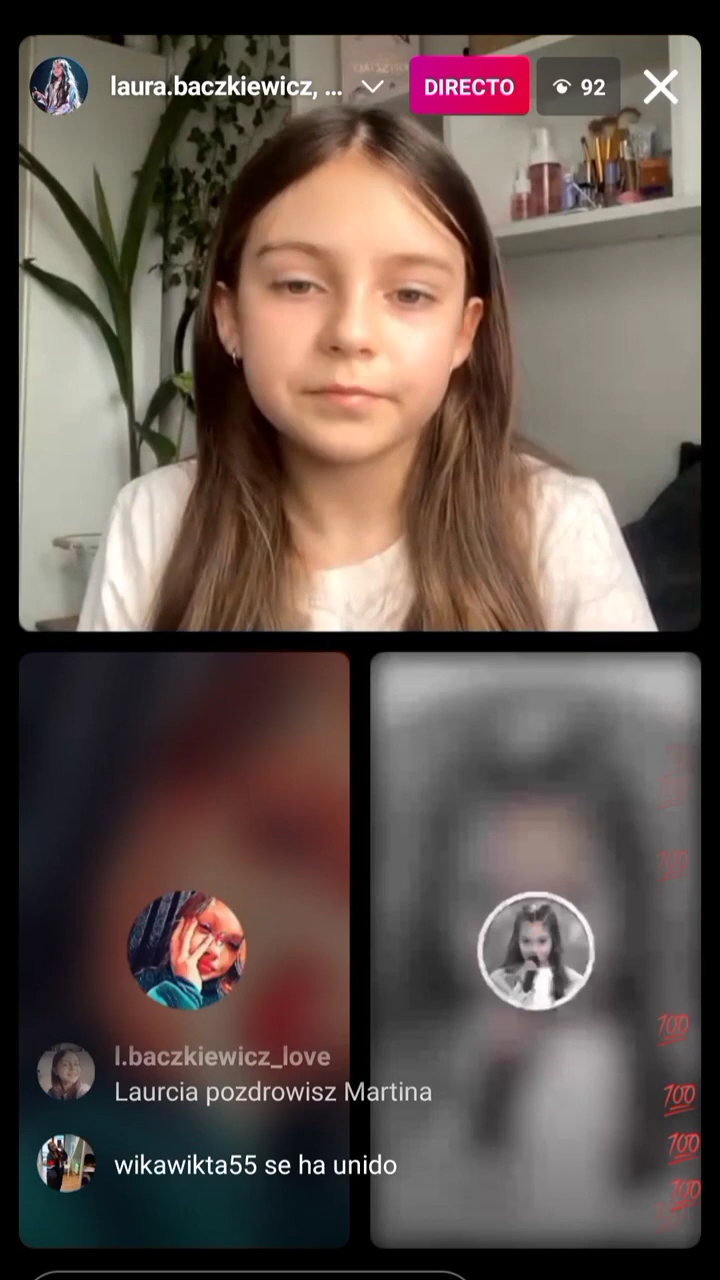 laura.baczkiewicz, ...
DIRECTO
92
l.baczkiewicz_love
Laurcia pozdrowisz Martina
wikawikta55 se ha unido
100
100
100
100
100